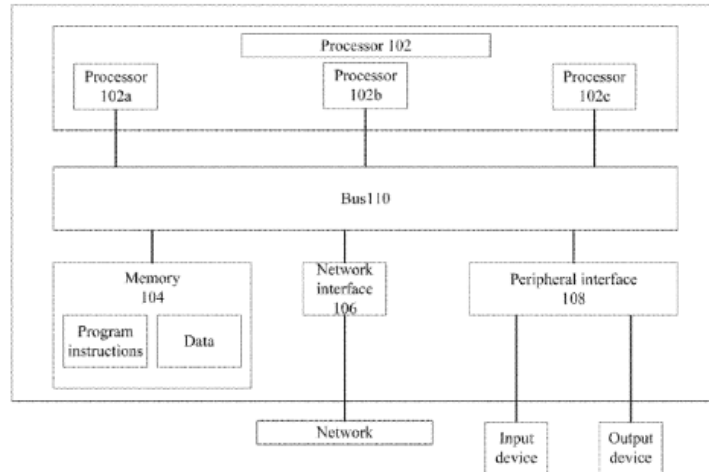 Processor 102
Processor
102a
Processor
102b
Processor
102c
Bus110
Memory
104
Program
instructions
Data
Network
interface
106
Peripheral interface
108
Network
Input
device
Output
device